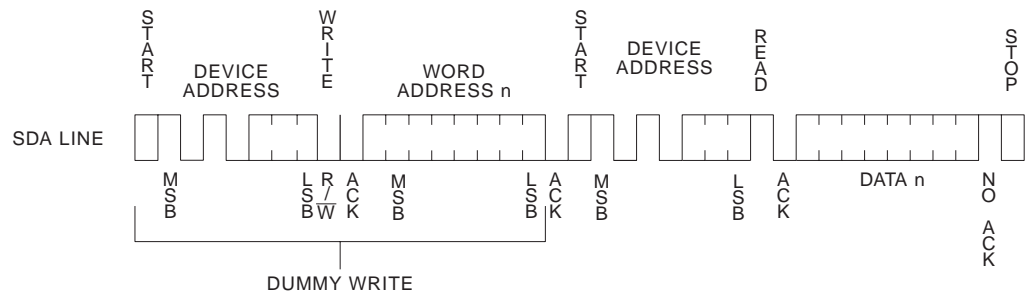 START
WRITE
START
READ
STOP
DEVICE
ADDRESS
WORD
ADDRESS n
DEVICE
ADDRESS
SDA LINE
MSB
LSB
R/W
ACK
MSB
LSB
ACK
MSB
LSB
ACK
DATA n
NO ACK
DUMMY WRITE